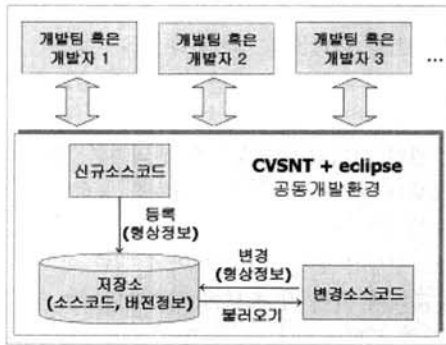 개발팀 혹은
개발자 1
개발팀 혹은
개발자 2
개발팀 혹은
개발자 3
...
신규소스코드
CVSNT + eclipse
공동개발환경
등록
(형상정보)
변경
(형상정보)
저장소
(소스코드, 버전정보)
변경소스코드
불러오기